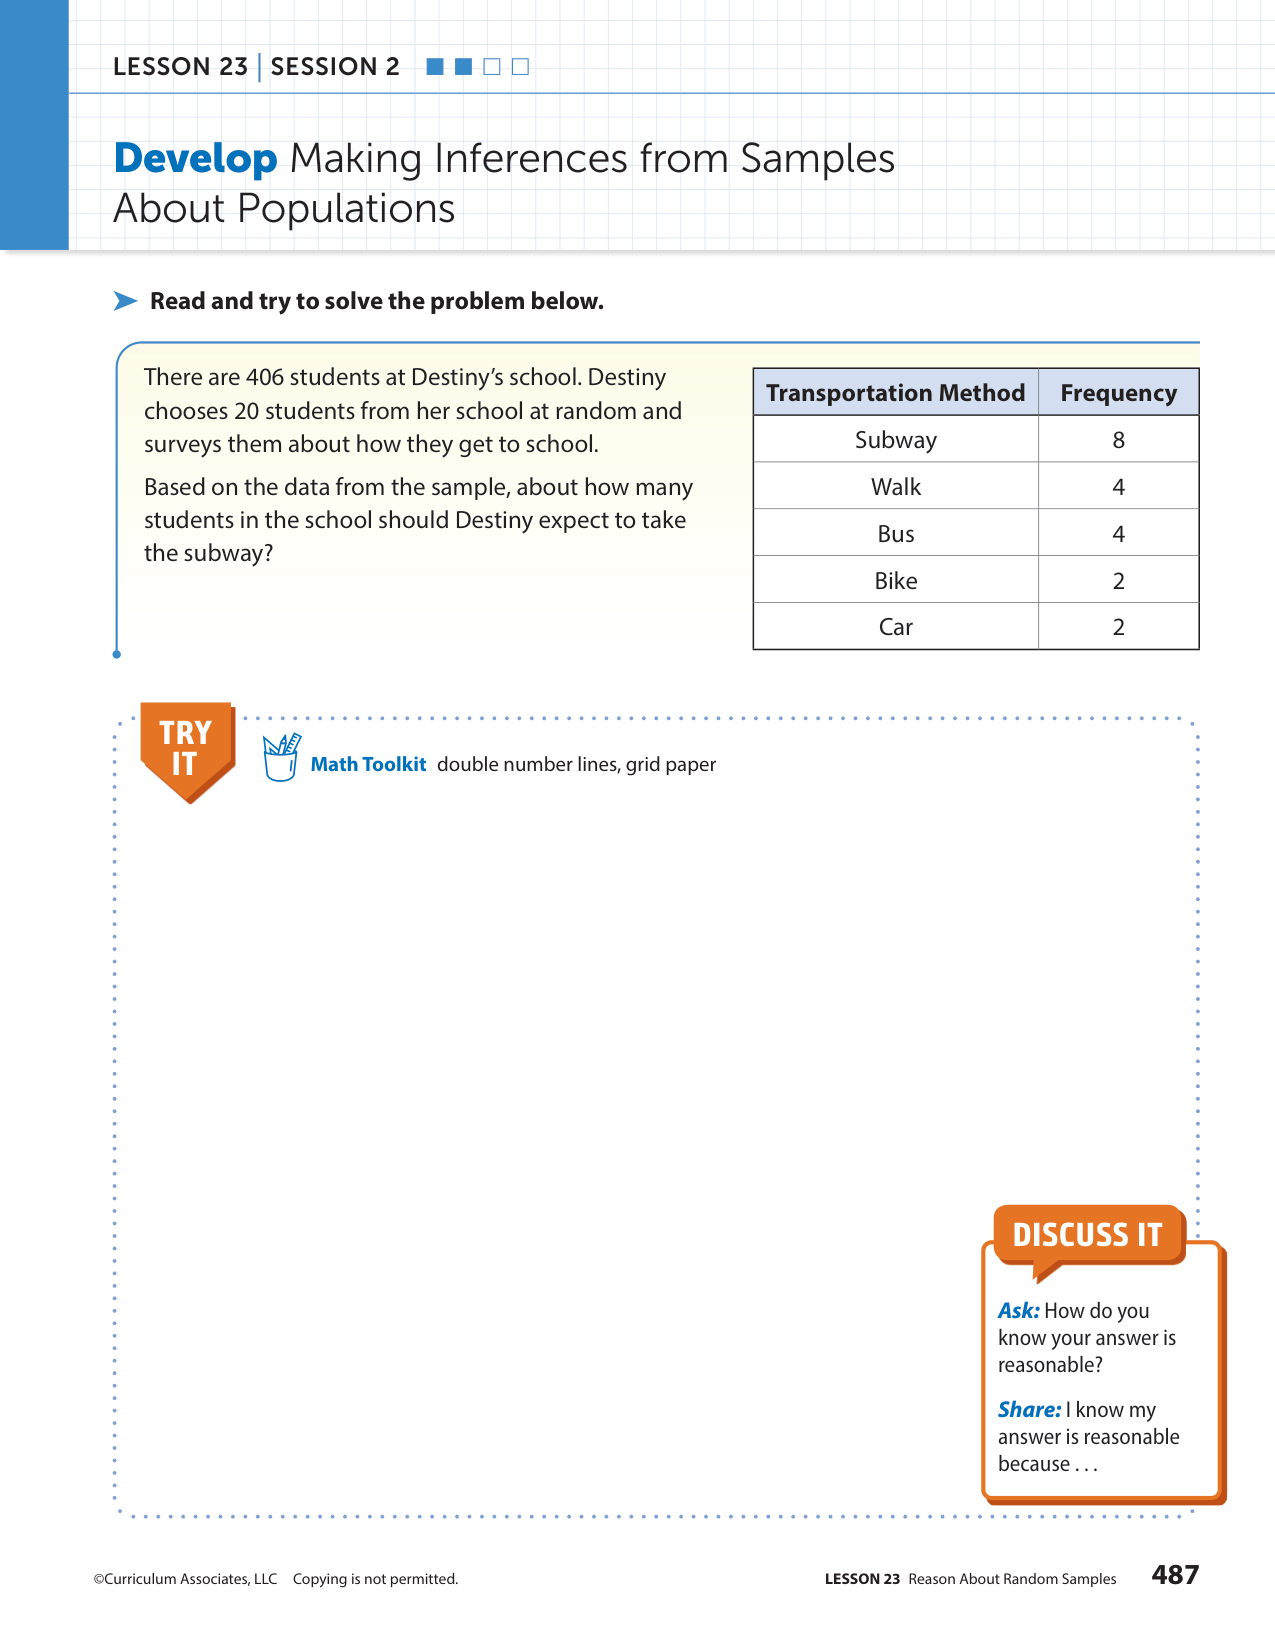 LESSON 23 | SESSION 2
Develop Making Inferences from Samples
About Populations
Read and try to solve the problem below.
There are 406 students at Destiny’s school. Destiny
chooses 20 students from her school at random and
surveys them about how they get to school.
Based on the data from the sample, about how many
students in the school should Destiny expect to take
the subway?
Transportation Method Frequency
Subway 8
Walk 4
Bus 4
Bike 2
Car 2
TRY
IT
Math Toolkit double number lines, grid paper
DISCUSS IT
Ask: How do you
know your answer is
reasonable?
Share: I know my
answer is reasonable
because . . .
©Curriculum Associates, LLC Copying is not permitted.
LESSON 23 Reason About Random Samples 487